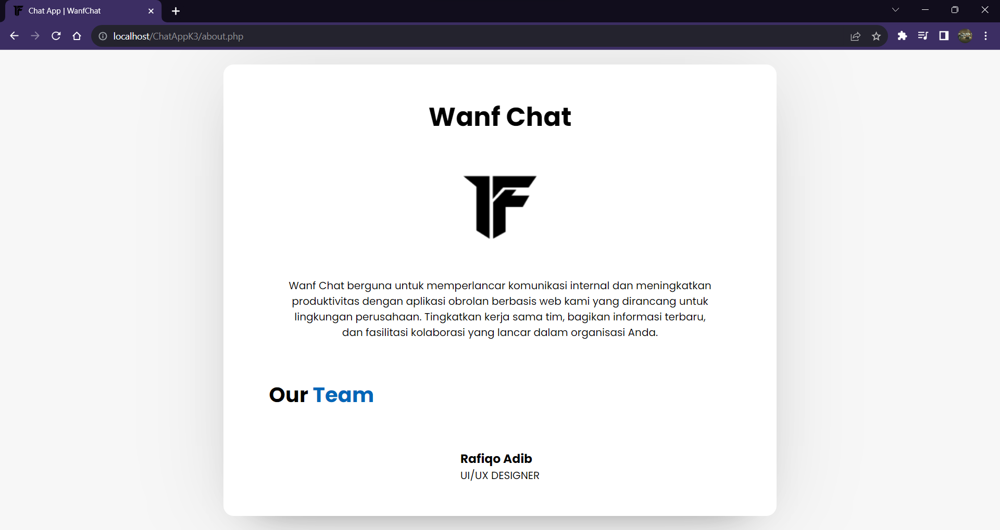 Chat App | WanfChat
localhost/ChatAppK3/about.php
Wanf Chat
Wanf Chat berguna untuk memperlancar komunikasi internal dan meningkatkan
produktivitas dengan aplikasi obrolan berbasis web kami yang dirancang untuk
lingkungan perusahaan. Tingkatkan kerja sama tim, bagikan informasi terbaru,
dan fasilitasi kolaborasi yang lancar dalam organisasi Anda.
Our Team
Rafiqo Adib
UI/UX DESIGNER